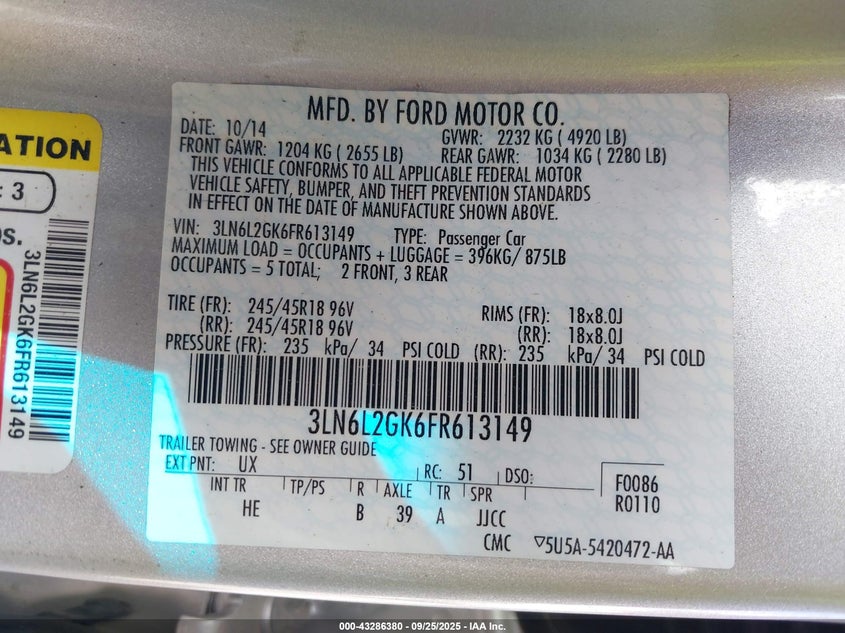 MFD. BY FORD MOTOR CO.
DATE: 10/14 GVWR: 2232 KG ( 4920 LB)
FRONT GAWR: 1204 KG ( 2655 LB) REAR GAWR: 1034 KG ( 2280 LB)
THIS VEHICLE CONFORMS TO ALL APPLICABLE FEDERAL MOTOR
VEHICLE SAFETY, BUMPER, AND THEFT PREVENTION STANDARDS
IN EFFECT ON THE DATE OF MANUFACTURE SHOWN ABOVE.
VIN: 3LN6L2GK6FR613149 TYPE: Passenger Car
MAXIMUM LOAD = OCCUPANTS + LUGGAGE = 396KG/ 875LB
OCCUPANTS = 5 TOTAL; 2 FRONT, 3 REAR
TIRE (FR): 245/45R18 96V RIMS (FR): 18x8.0J
(RR): 245/45R18 96V (RR): 18x8.0J
PRESSURE (FR): 235 kPa/ 34 PSI COLD (RR): 235 kPa/ 34 PSI COLD
3LN6L2GK6FR613149
TRAILER TOWING - SEE OWNER GUIDE
EXT PNT: UX RC: 51 DSO:
INT TR TP/PS R AXLE TR SPR
HE B 39 A JJCC
F0086
R0110
CMC 5U5A-5420472-AA
ATION
: 3
os.
3LN6L2GK6FR613149
000-43286380 - 09/25/2025 - IAA Inc.